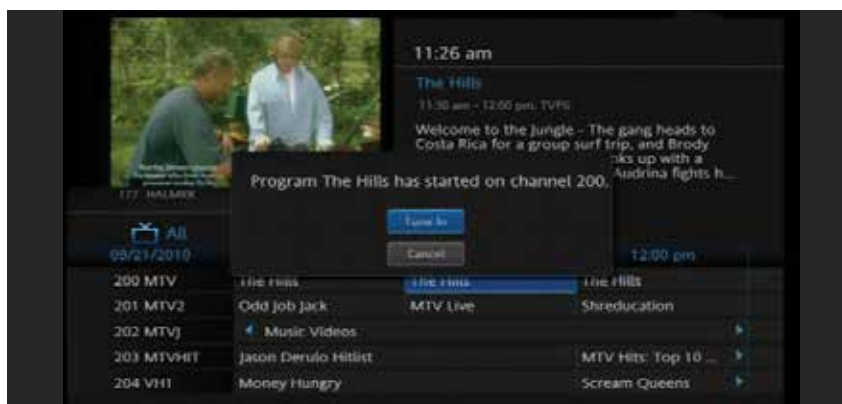 11:26 am
The Hills
11:30 am - 12:00 pm, TVPG
Welcome to the Jungle - The gang heads to
Costa Rica for a group surf trip, and Brody
oks up with a
Audrina fights h...
Program The Hills has started on channel 200.
Tune In
Cancel
177 HALMRK
All
09/21/2010 12:00 pm
200 MTV The Hills The Hills The Hills
201 MTV2 Odd Job Jack MTV Live Shreducation
202 MTVJ Music Videos
203 MTVHIT Jason Derulo Hitlist MTV Hits: Top 10 ...
204 VH1 Money Hungry Scream Queens